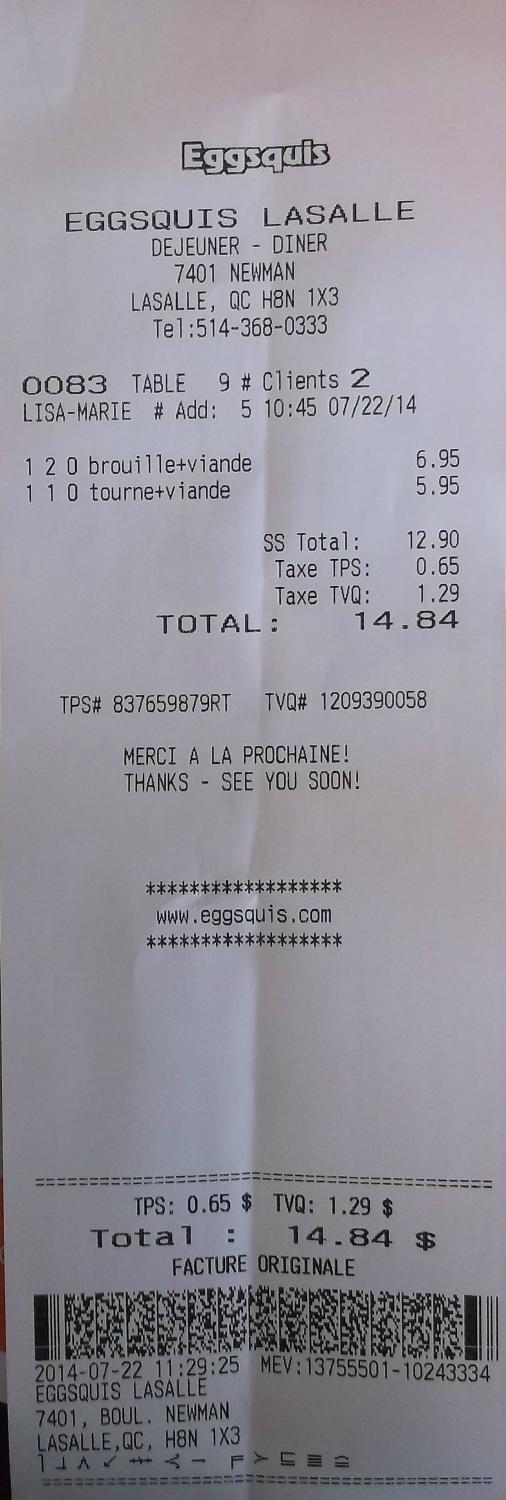 Eggsquis
EGGSQUIS LASALLE
DEJEUNER - DINER
7401 NEWMAN
LASALLE, QC H8N 1X3
Tel:514-368-0333
0083 TABLE 9 # Clients 2
LISA-MARIE # Add: 5 10:45 07/22/14
1 2 O brouille+viande 6.95
1 1 O tourne+viande 5.95
SS Total: 12.90
Taxe TPS: 0.65
Taxe TVQ: 1.29
TOTAL: 14.84
TPS# 837659879RT TVQ# 1209390058
MERCI A LA PROCHAINE!
THANKS - SEE YOU SOON!
******************
www.eggsquis.com
******************
==========================================
TPS: 0.65 $ TVQ: 1.29 $
Total : 14.84 $
FACTURE ORIGINALE
2014-07-22 11:29:25 MEV:13755501-10243334
EGGSQUIS LASALLE
7401, BOUL. NEWMAN
LASALLE,QC, H8N 1X3
==========================================